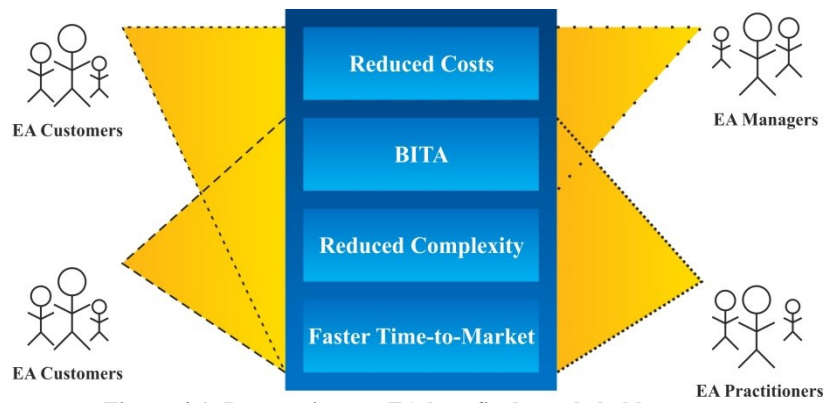 EA Customers
EA Customers
Reduced Costs
BITA
Reduced Complexity
Faster Time-to-Market
EA Managers
EA Practitioners